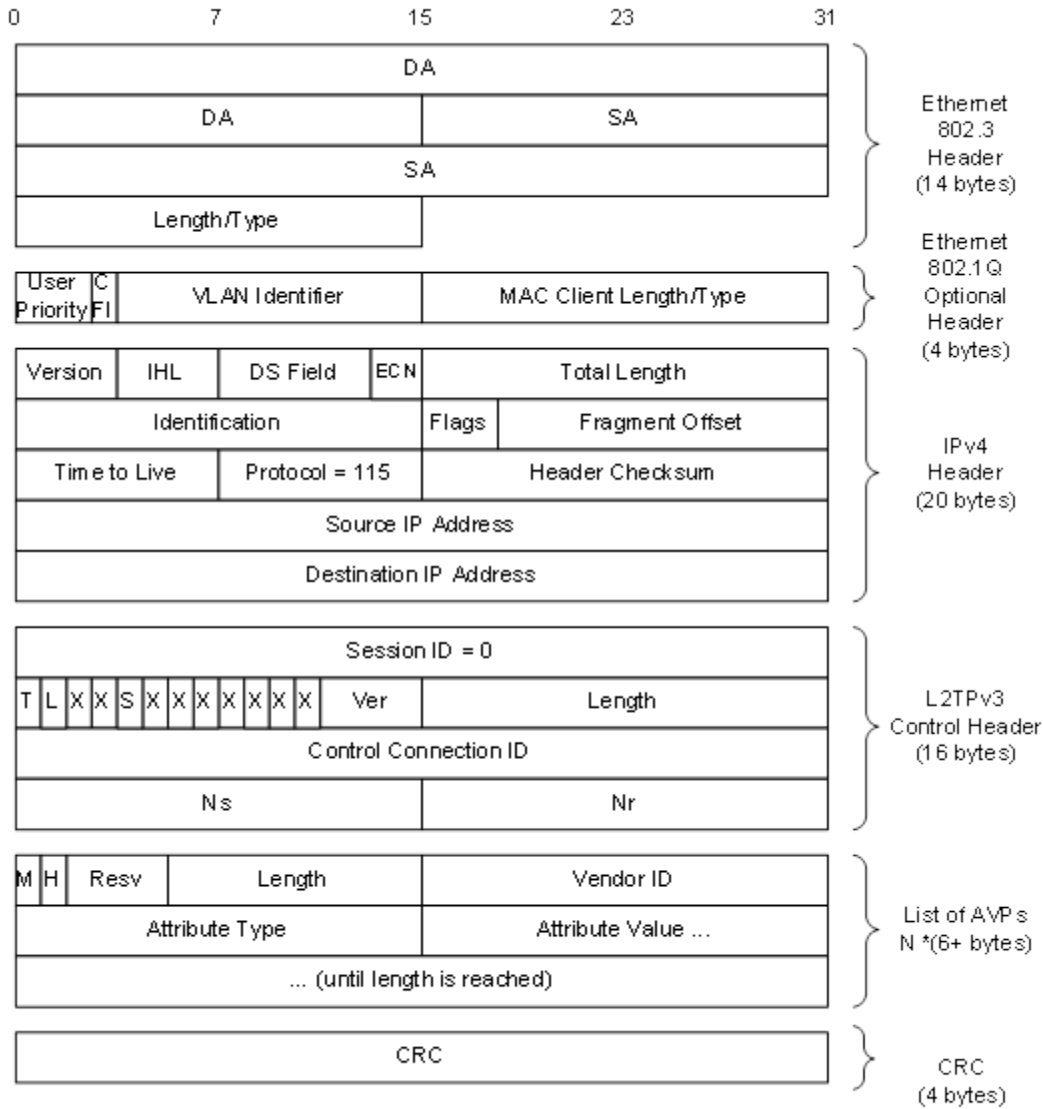 0 7 15 23 31
DA
DA SA
SA
Length/Type
Ethernet
802.3
Header
(14 bytes)
User
Priority
C
FI
VLAN Identifier
MAC Client Length/Type
Ethernet
802.1Q
Optional
Header
(4 bytes)
Version IHL DS Field ECN Total Length
Identification Flags Fragment Offset
Time to Live Protocol = 115 Header Checksum
Source IP Address
Destination IP Address
IPv4
Header
(20 bytes)
Session ID = 0
T L X X S X X X X X X X Ver Length
Control Connection ID
Ns Nr
L2TPv3
Control Header
(16 bytes)
M H Resv Length Vendor ID
Attribute Type Attribute Value ...
... (until length is reached)
List of AVPs
N *(6+ bytes)
CRC
CRC
(4 bytes)